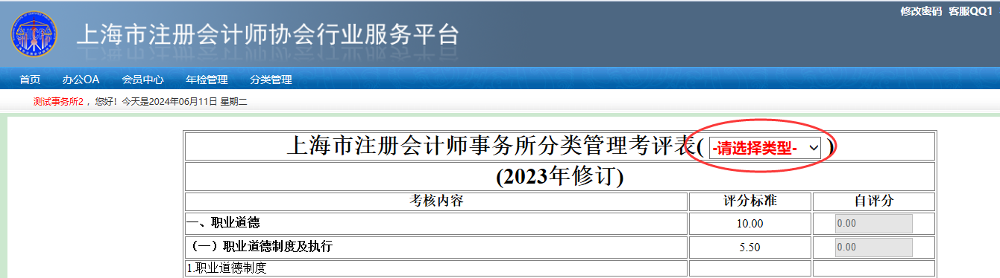 修改密码 客服QQ1
上海市注册会计师协会行业服务平台
首页 办公OA 会员中心 年检管理 分类管理
测试事务所2 ，您好！今天是2024年06月11日 星期二
上海市注册会计师事务所分类管理考评表( -请选择类型- )
(2023年修订)
考核内容 评分标准 自评分
一、职业道德 10.00 0.00
（一）职业道德制度及执行 5.50 0.00
1.职业道德制度